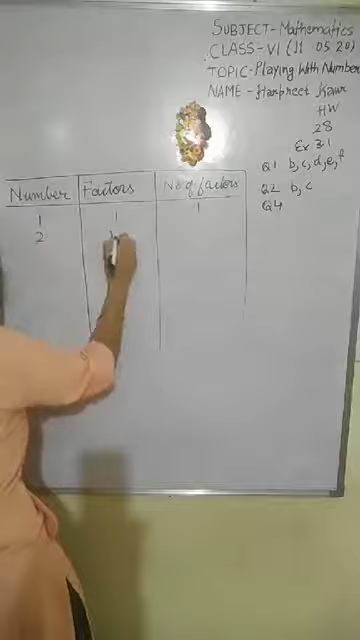 SUBJECT- Mathematics
CLASS-VI (11 05 20)
TOPIC- Playing With Number
NAME - Harpreet Kaur
HW
28
Ex 3.1
Q1 b,c,d,e,f
Q2 b,c
Q4
Number Factors No of factors
1 1 1
2